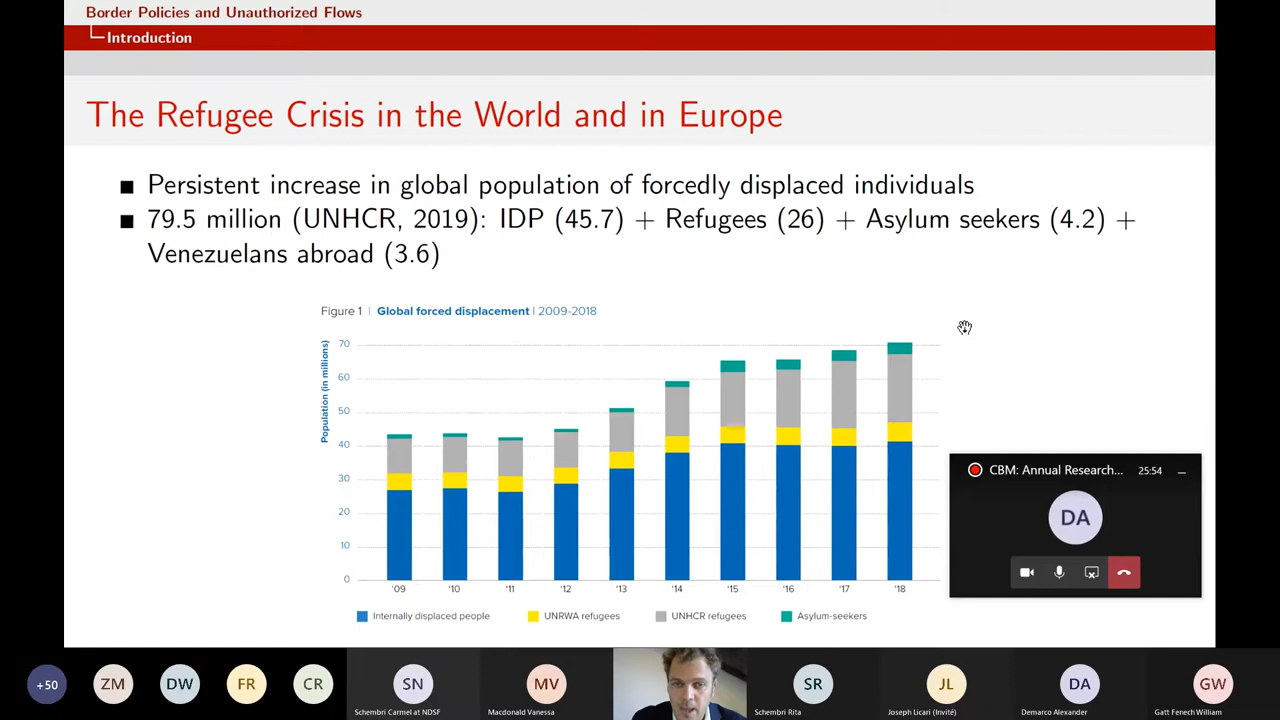 Border Policies and Unauthorized Flows
Introduction
The Refugee Crisis in the World and in Europe
Persistent increase in global population of forcedly displaced individuals
79.5 million (UNHCR, 2019): IDP (45.7) + Refugees (26) + Asylum seekers (4.2) +
Venezuelans abroad (3.6)
Figure 1 | Global forced displacement | 2009-2018
Population (in millions)
70
60
50
40
30
20
10
0
'09 '10 '11 '12 '13 '14 '15 '16 '17 '18
Internally displaced people UNRWA refugees UNHCR refugees Asylum-seekers
CBM: Annual Research... 25:54
DA
+50 ZM DW FR CR SN MV SR JL DA GW
Schembri Carmel at NDSF Macdonald Vanessa Schembri Rita Joseph Licari (Invité) Demarco Alexander Gatt Fenech William